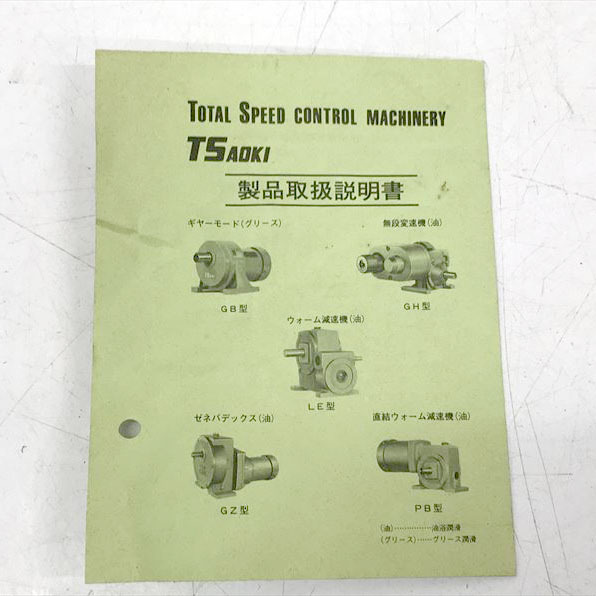 TOTAL SPEED CONTROL MACHINERY
TSAOKI
製品取扱説明書
ギヤーモード(グリース)
無段変速機(油)
GB型
GH型
ウォーム減速機(油)
LE型
ゼネバデックス(油)
直結ウォーム減速機(油)
GZ型
PB型
(油)……………油浴潤滑
(グリース)……グリース潤滑